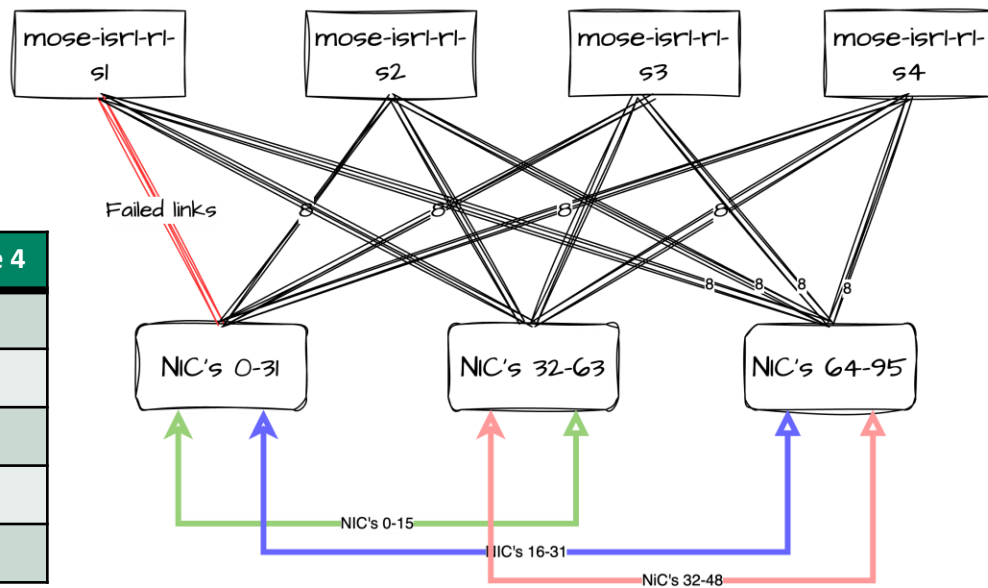 mose-isrl-rl-
s1
mose-isrl-rl-
s2
mose-isrl-rl-
s3
mose-isrl-rl-
s4
Failed links
8
8
8
8
e 4
8
8
8
8
NIC's 0-31
NIC's 32-63
NIC's 64-95
NIC's 0-15
NIC's 16-31
NiC's 32-48